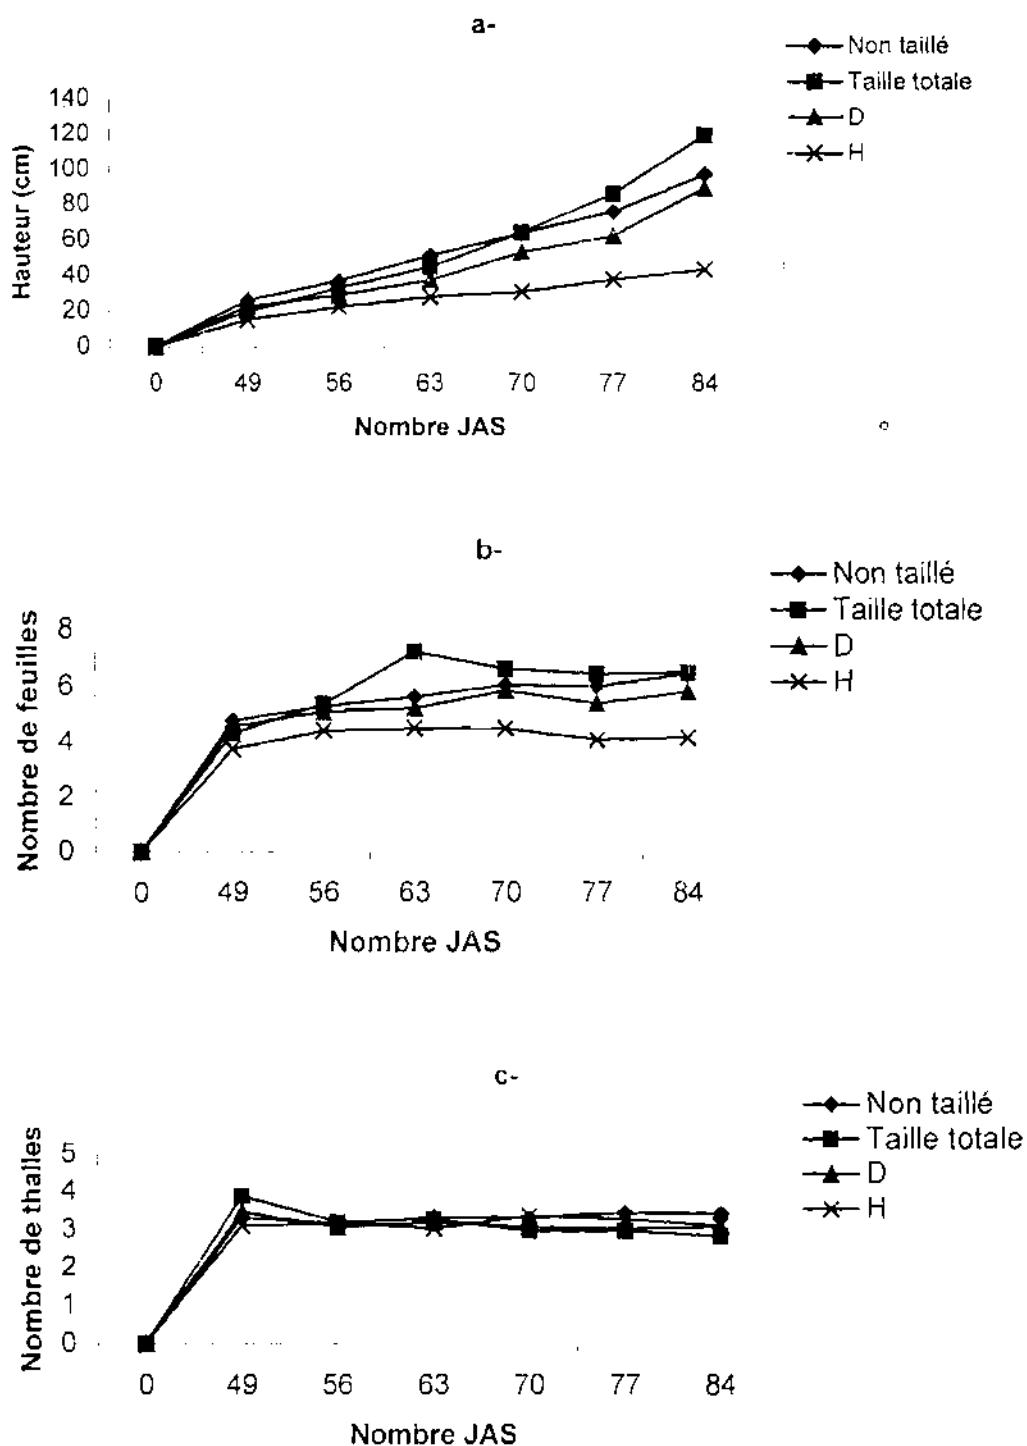 a-
Non taillé
Taille totale
D
H
Hauteur (cm)
140
120
100
80
60
40
20
0
0 49 56 63 70 77 84
Nombre JAS
b-
Non taillé
Taille totale
D
H
Nombre de feuilles
8
6
4
2
0
0 49 56 63 70 77 84
Nombre JAS
c-
Non taillé
Taille totale
D
H
Nombre de thalles
5
4
3
2
1
0
0 49 56 63 70 77 84
Nombre JAS